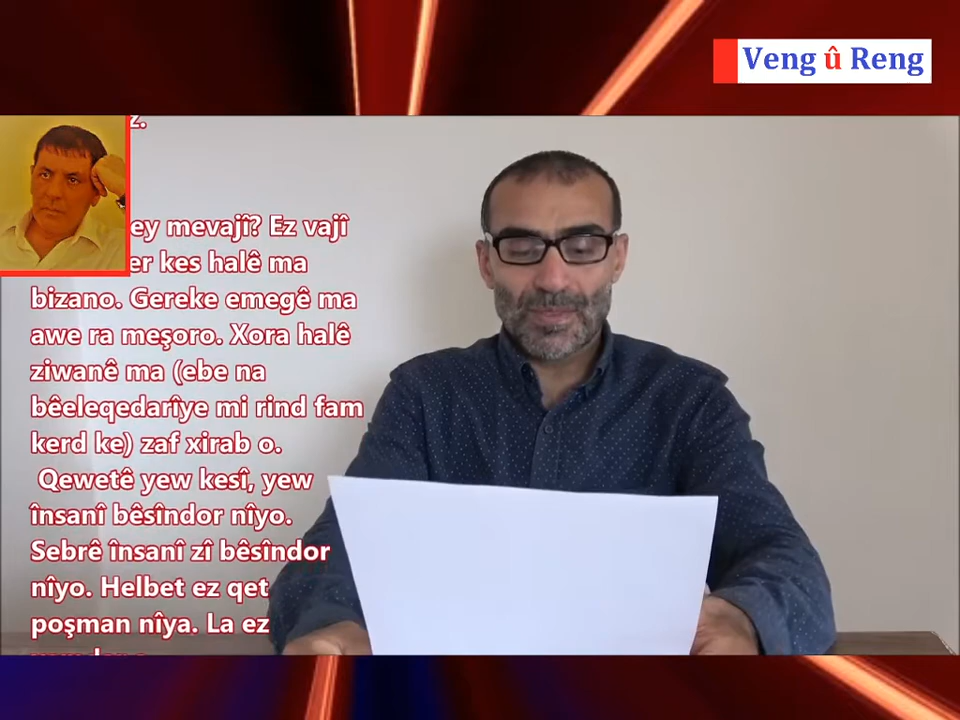 Veng û Reng
z.
ey mevajî? Ez vajî
er kes halê ma
bizano. Gereke emegê ma
awe ra meşoro. Xora halê
ziwanê ma (ebe na
bêeleqedarîye mi rind fam
kerd ke) zaf xirab o.
Qewetê yew kesî, yew
însanî bêsîndor nîyo.
Sebrê însanî zî bêsîndor
nîyo. Helbet ez qet
poşman nîya. La ez